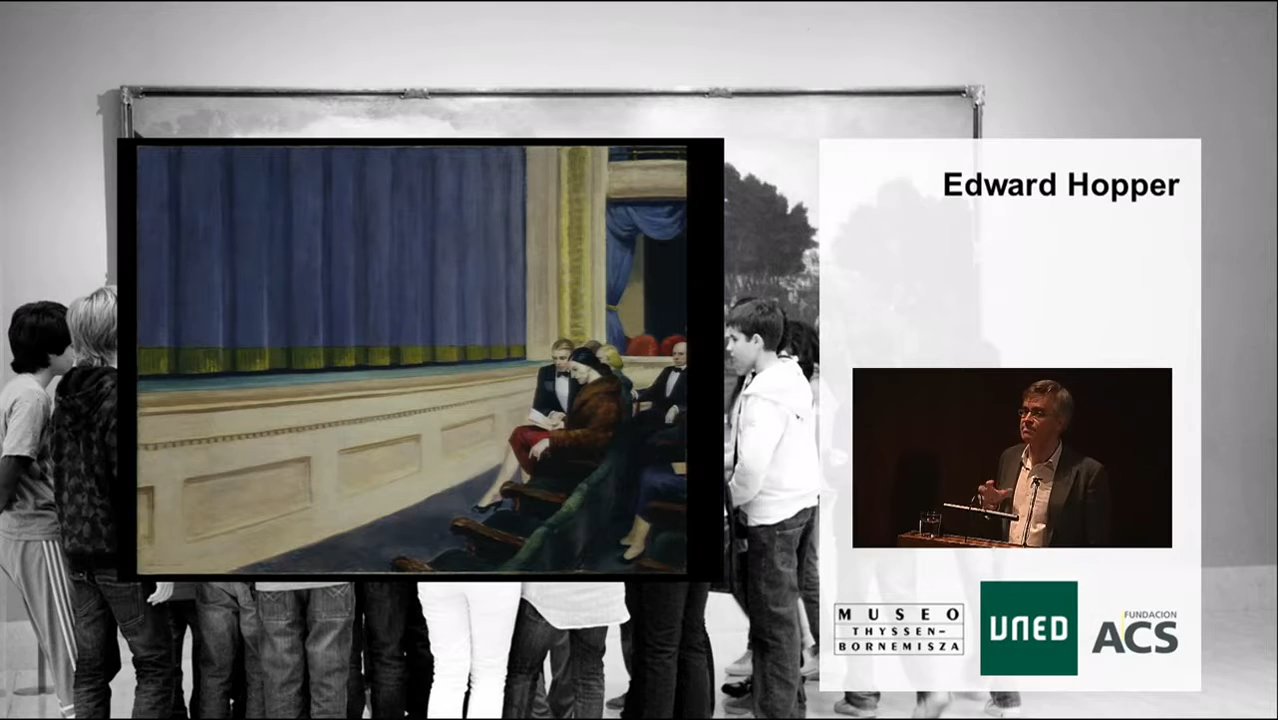 Edward Hopper
MUSEO
THYSSEN-
BORNEMISZA
UNED
FUNDACION
ACS